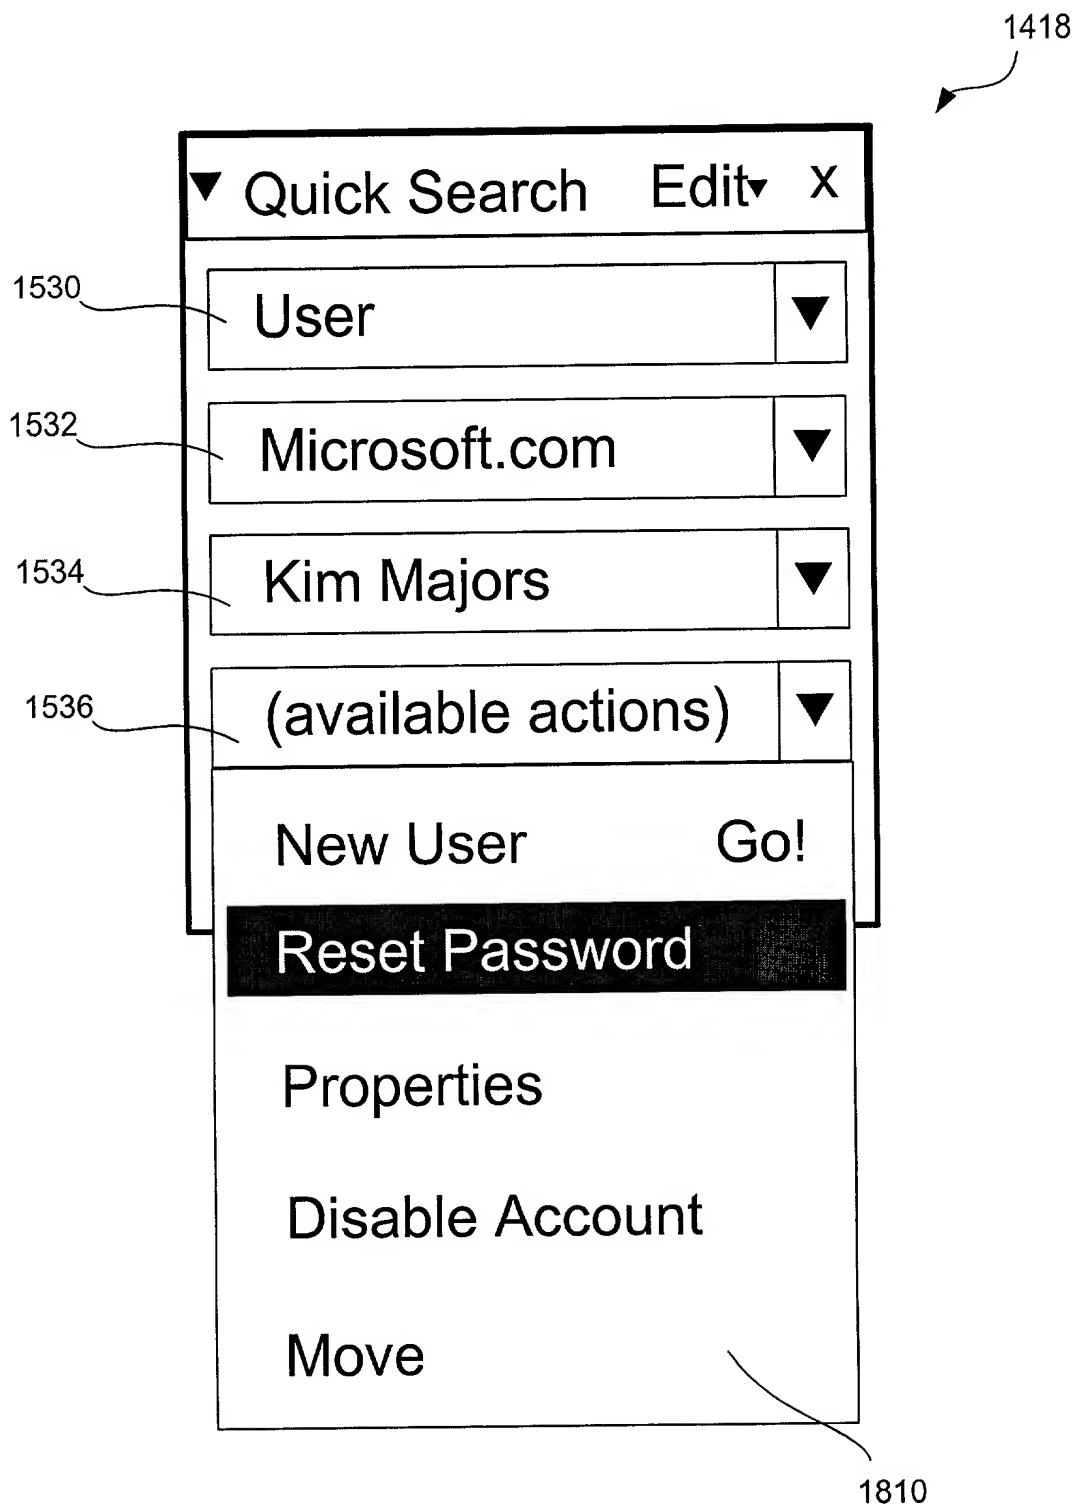 1418
Quick Search Edit X
1530
User
1532
Microsoft.com
1534
Kim Majors
1536
(available actions)
New User Go!
Reset Password
Properties
Disable Account
Move
1810